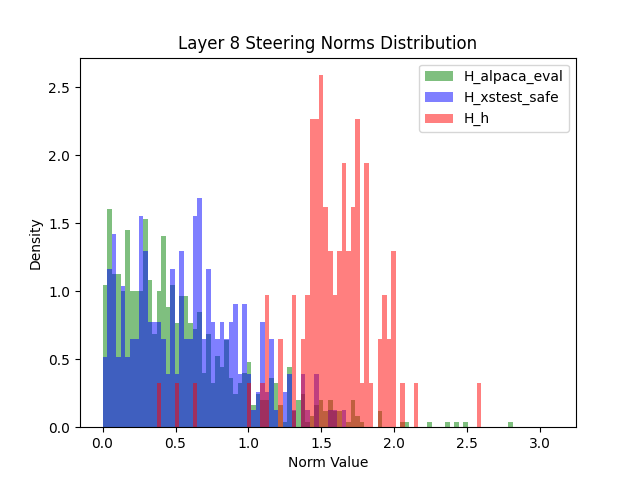 Layer 8 Steering Norms Distribution
H_alpaca_eval
H_xstest_safe
H_h
Density
2.5
2.0
1.5
1.0
0.5
0.0
0.0 0.5 1.0 1.5 2.0 2.5 3.0
Norm Value